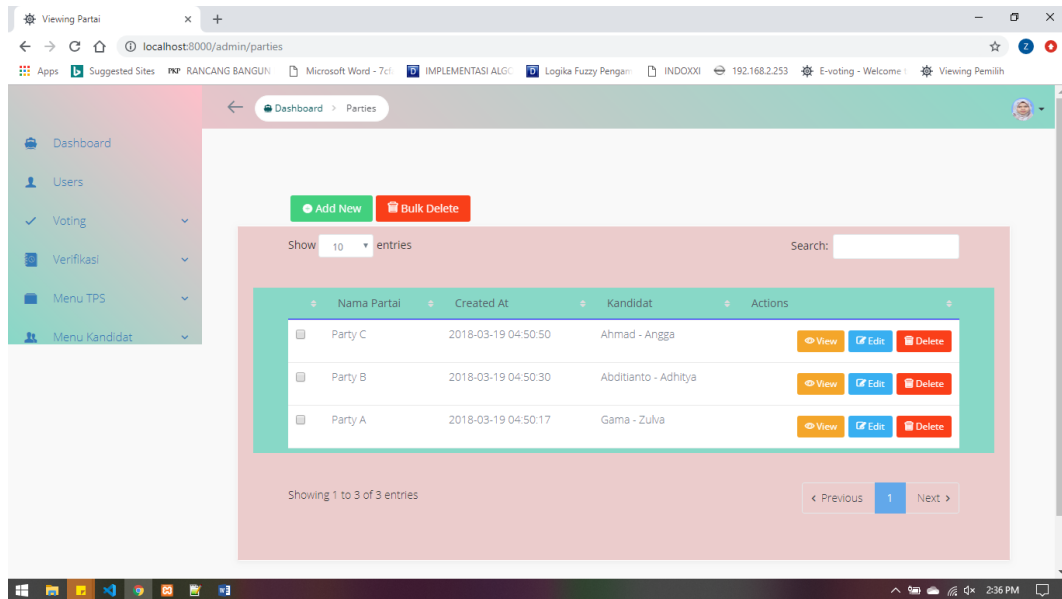 Viewing Partai
localhost:8000/admin/parties
Z
Apps Suggested Sites PKP RANCANG BANGUN Microsoft Word - 7cf IMPLEMENTASI ALGO Logika Fuzzy Pengam INDOXXI 192.168.2.253 E-voting - Welcome Viewing Pemilih
Dashboard > Parties
Dashboard
Users
Voting
Verifikasi
Menu TPS
Menu Kandidat
Add New Bulk Delete
Show 10 entries Search:
Nama Partai Created At Kandidat Actions
Party C 2018-03-19 04:50:50 Ahmad - Angga View Edit Delete
Party B 2018-03-19 04:50:30 Abditianto - Adhitya View Edit Delete
Party A 2018-03-19 04:50:17 Gama - Zulva View Edit Delete
Showing 1 to 3 of 3 entries ‹ Previous 1 Next ›
2:36 PM